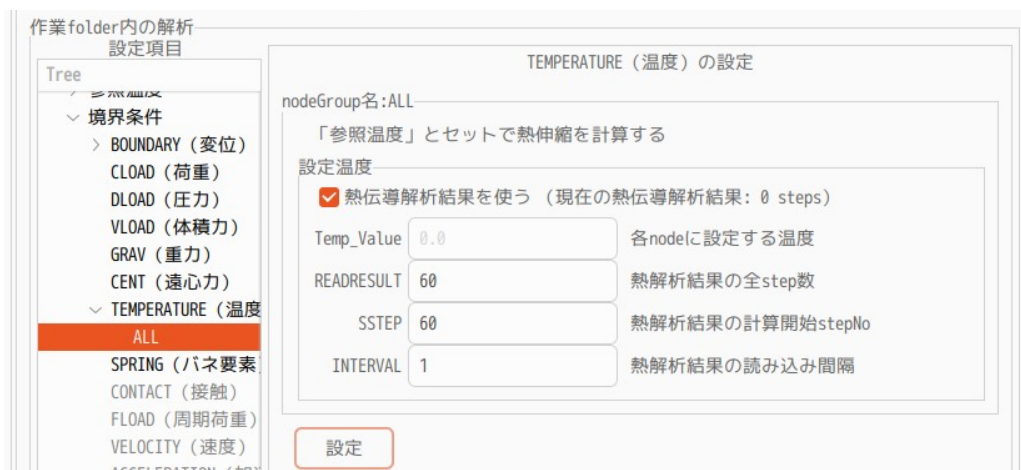 作業folder内の解析
設定項目
Tree
参照温度
境界条件
BOUNDARY (変位)
CLOAD (荷重)
DLOAD (圧力)
VLOAD (体積力)
GRAV (重力)
CENT (遠心力)
TEMPERATURE (温度
ALL
SPRING (バネ要素
CONTACT (接触)
FLOAD (周期荷重)
VELOCITY (速度)
TEMPERATURE (温度) の設定
nodeGroup名:ALL
「参照温度」とセットで熱伸縮を計算する
設定温度
熱伝導解析結果を使う (現在の熱伝導解析結果: 0 steps)
Temp_Value 0.0 各nodeに設定する温度
READRESULT 60 熱解析結果の全step数
SSTEP 60 熱解析結果の計算開始stepNo
INTERVAL 1 熱解析結果の読み込み間隔
設定